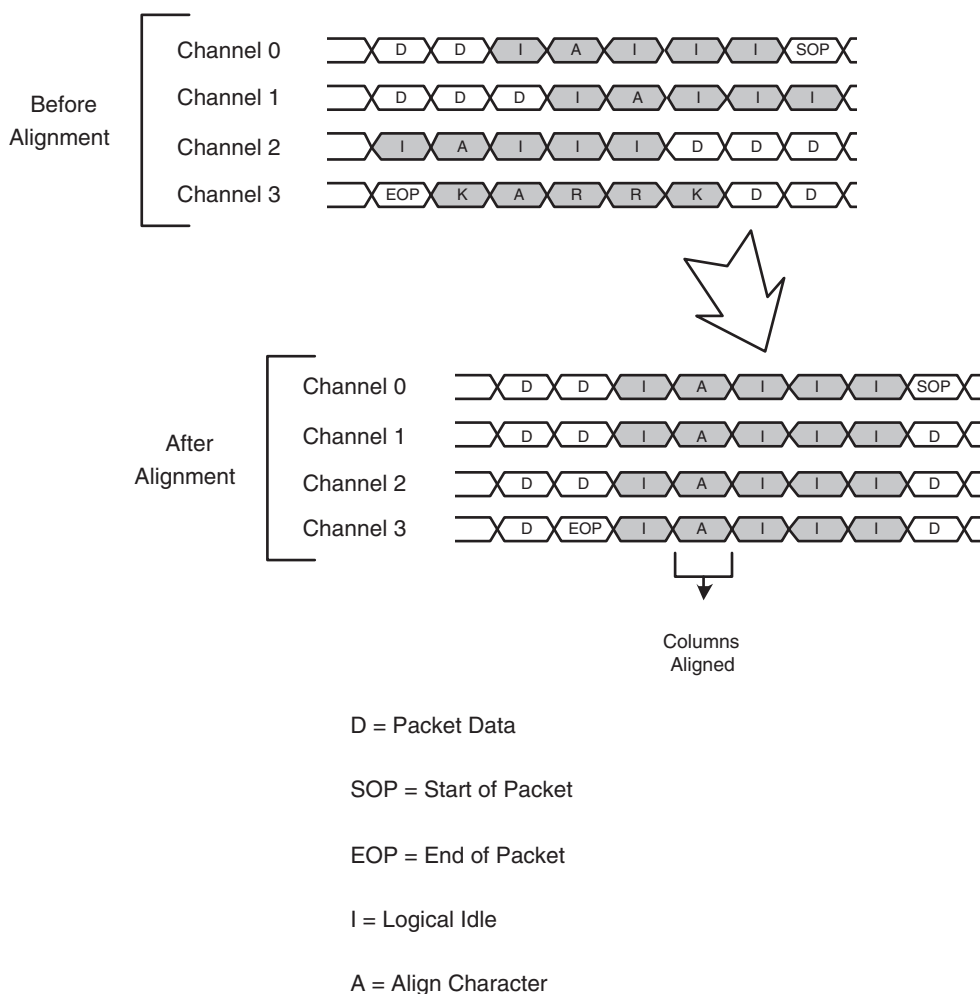 Before
Alignment
Channel 0 D D I A I I I SOP
Channel 1 D D D I A I I I
Channel 2 I A I I I D D D
Channel 3 EOP K A R R K D D
After
Alignment
Channel 0 D D I A I I I SOP
Channel 1 D D I A I I I D
Channel 2 D D I A I I I D
Channel 3 D EOP I A I I I D
Columns
Aligned
D = Packet Data
SOP = Start of Packet
EOP = End of Packet
I = Logical Idle
A = Align Character